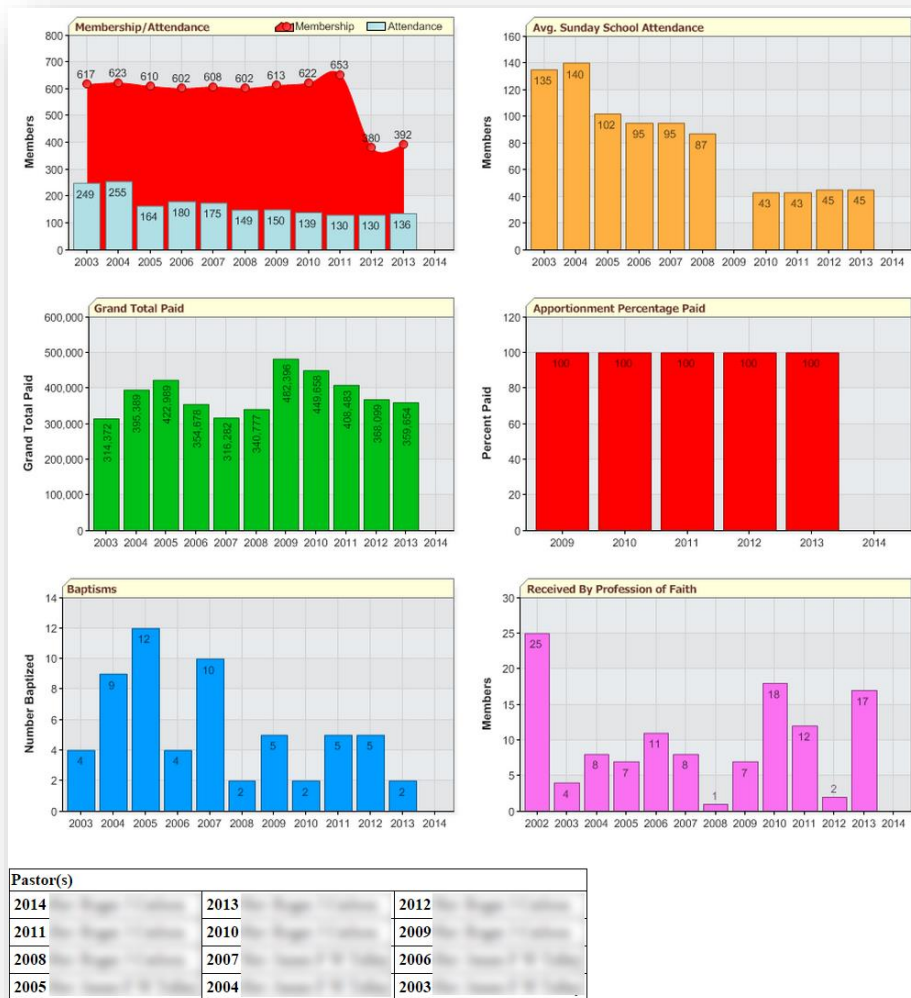 Membership/Attendance Membership Attendance
Members
800
700
600
500
400
300
200
100
0
617 623 610 602 608 602 613 622 653 380 392
249 255 164 180 175 149 150 139 130 130 136
2003 2004 2005 2006 2007 2008 2009 2010 2011 2012 2013 2014
Avg. Sunday School Attendance
Members
160
140
120
100
80
60
40
20
0
135 140 102 95 95 87 43 43 45 45
2003 2004 2005 2006 2007 2008 2009 2010 2011 2012 2013 2014
Grand Total Paid
Grand Total Paid
600,000
500,000
400,000
300,000
200,000
100,000
0
314,372 395,389 422,989 354,678 316,282 340,777 482,396 449,658 408,483 368,099 359,654
2003 2004 2005 2006 2007 2008 2009 2010 2011 2012 2013 2014
Apportionment Percentage Paid
Percent Paid
120
100
80
60
40
20
0
100 100 100 100 100
2009 2010 2011 2012 2013 2014
Baptisms
Number Baptized
14
12
10
8
6
4
2
0
4 9 12 4 10 2 5 2 5 5 2
2003 2004 2005 2006 2007 2008 2009 2010 2011 2012 2013 2014
Received By Profession of Faith
Members
30
25
20
15
10
5
0
25 4 8 7 11 8 1 7 18 12 2 17
2002 2003 2004 2005 2006 2007 2008 2009 2010 2011 2012 2013 2014
Pastor(s)
2014 2013 2012
2011 2010 2009
2008 2007 2006
2005 2004 2003